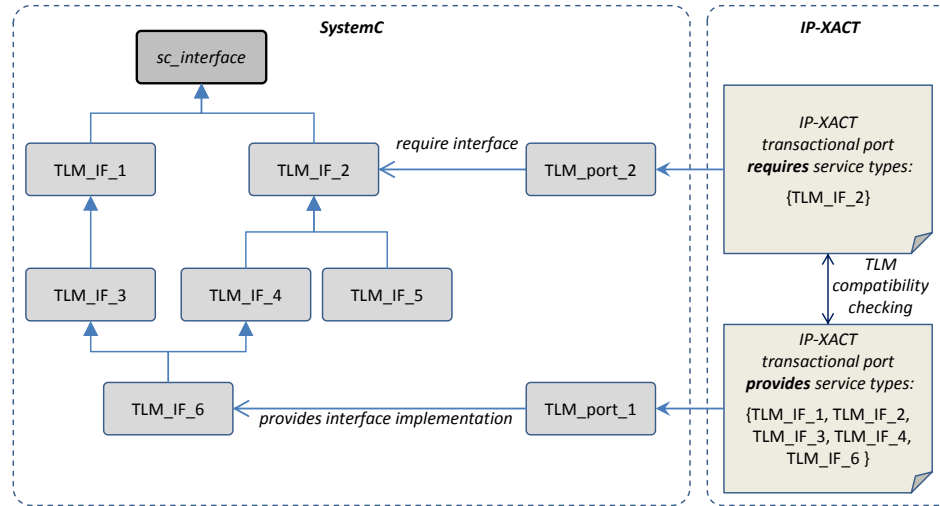 SystemC
IP-XACT
sc_interface
TLM_IF_1
TLM_IF_2
require interface
TLM_port_2
IP-XACT
transactional port
requires service types:
{TLM_IF_2}
TLM_IF_3
TLM_IF_4
TLM_IF_5
TLM
compatibility
checking
TLM_IF_6
provides interface implementation
TLM_port_1
IP-XACT
transactional port
provides service types:
{TLM_IF_1, TLM_IF_2,
TLM_IF_3, TLM_IF_4,
TLM_IF_6 }